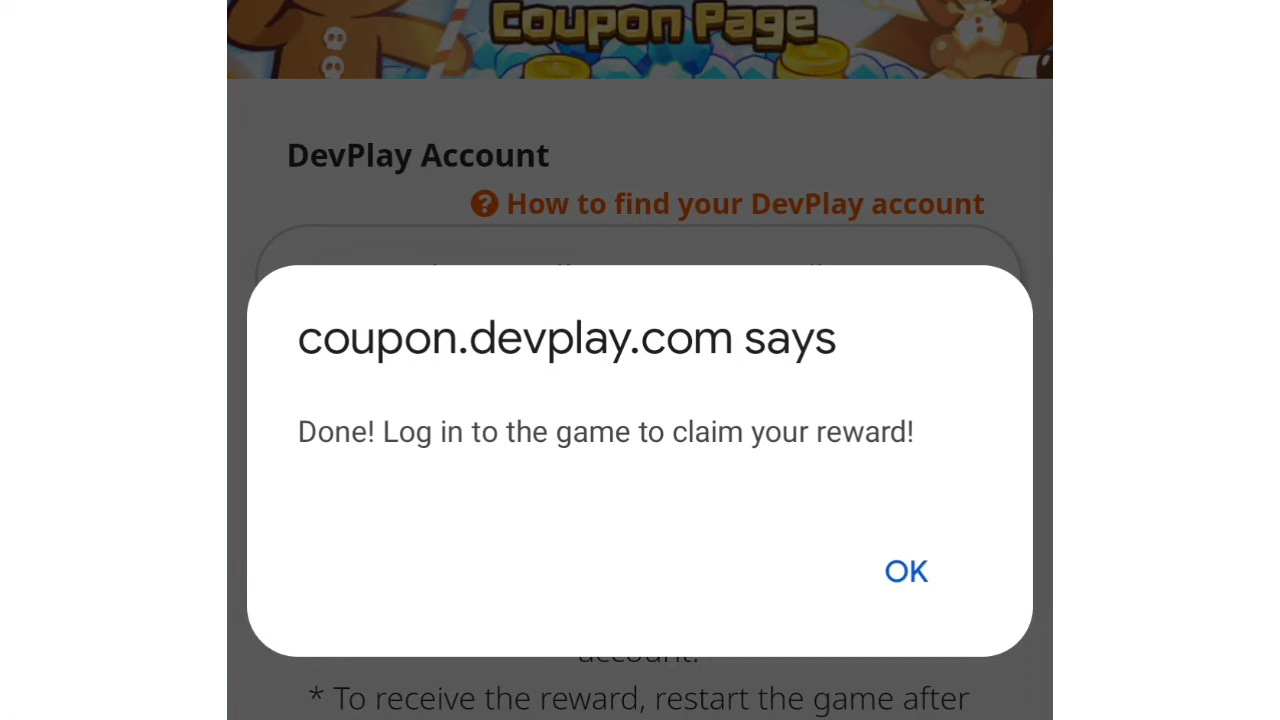 Coupon Page
DevPlay Account
How to find your DevPlay account
coupon.devplay.com says
Done! Log in to the game to claim your reward!
OK
account.
* To receive the reward, restart the game after